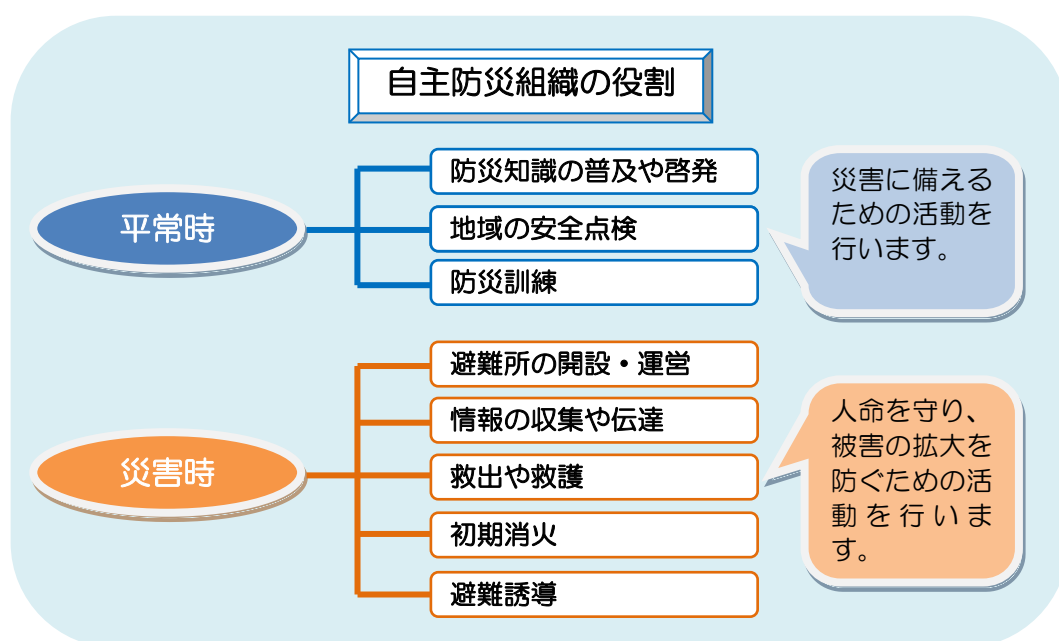 自主防災組織の役割
平常時
防災知識の普及や啓発
地域の安全点検
防災訓練
災害に備える
ための活動を
行います。
災害時
避難所の開設・運営
情報の収集や伝達
救出や救護
初期消火
避難誘導
人命を守り、
被害の拡大を
防ぐための活
動を行いま
す。